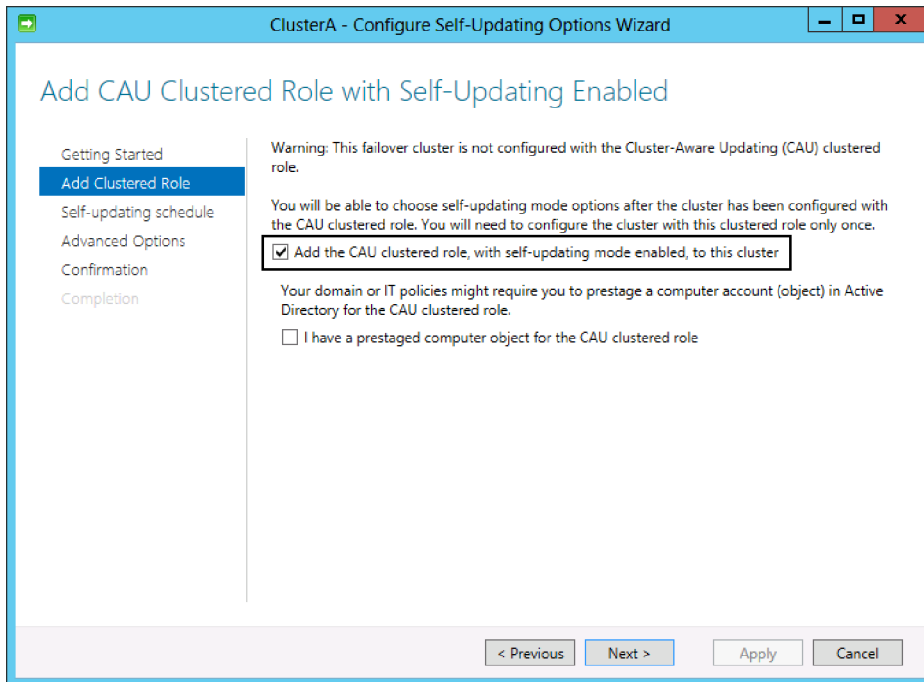 ClusterA - Configure Self-Updating Options Wizard
Add CAU Clustered Role with Self-Updating Enabled
Getting Started
Add Clustered Role
Self-updating schedule
Advanced Options
Confirmation
Completion
Warning: This failover cluster is not configured with the Cluster-Aware Updating (CAU) clustered
role.
You will be able to choose self-updating mode options after the cluster has been configured with
the CAU clustered role. You will need to configure the cluster with this clustered role only once.
Add the CAU clustered role, with self-updating mode enabled, to this cluster
Your domain or IT policies might require you to prestage a computer account (object) in Active
Directory for the CAU clustered role.
I have a prestaged computer object for the CAU clustered role
< Previous
Next >
Apply
Cancel